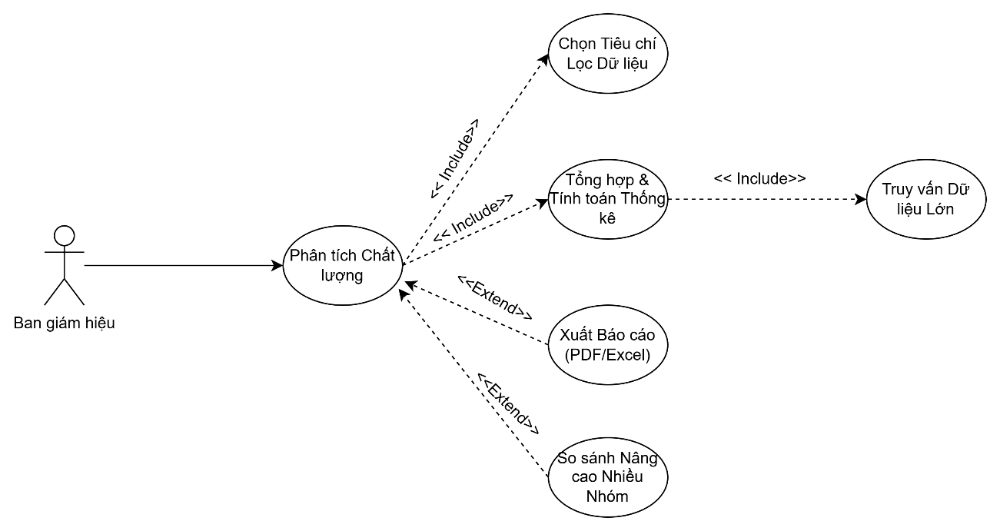 Chọn Tiêu chí
Lọc Dữ liệu
<< Include>>
Tổng hợp &
Tính toán Thống
kê
<< Include>>
<< Include>>
Truy vấn Dữ
liệu Lớn
Phân tích Chất
lượng
Ban giám hiệu
<<Extend>>
Xuất Báo cáo
(PDF/Excel)
<<Extend>>
So sánh Nâng
cao Nhiều
Nhóm